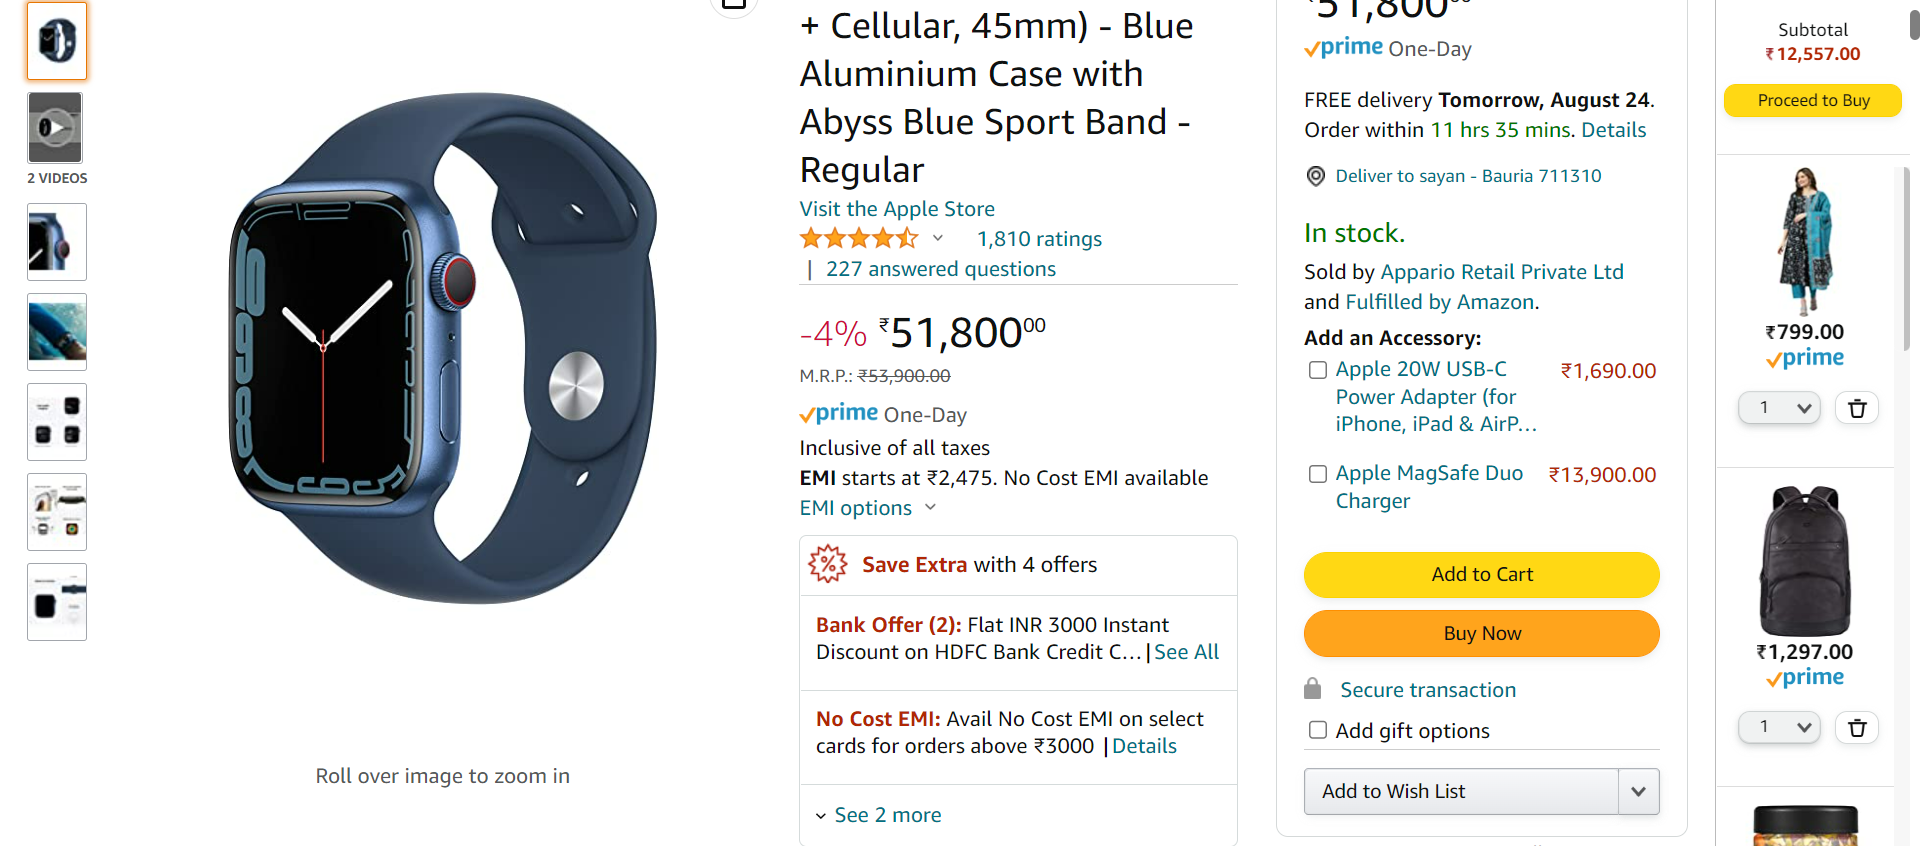 2 VIDEOS
Roll over image to zoom in
+ Cellular, 45mm) - Blue
Aluminium Case with
Abyss Blue Sport Band -
Regular
Visit the Apple Store
1,810 ratings
| 227 answered questions
-4% ₹51,80000
M.R.P.: ₹53,900.00
prime One-Day
Inclusive of all taxes
EMI starts at ₹2,475. No Cost EMI available
EMI options
Save Extra with 4 offers
Bank Offer (2): Flat INR 3000 Instant
Discount on HDFC Bank Credit C... | See All
No Cost EMI: Avail No Cost EMI on select
cards for orders above ₹3000 | Details
See 2 more
₹51,80000
prime One-Day
FREE delivery Tomorrow, August 24.
Order within 11 hrs 35 mins. Details
Deliver to sayan - Bauria 711310
In stock.
Sold by Appario Retail Private Ltd
and Fulfilled by Amazon.
Add an Accessory:
Apple 20W USB-C ₹1,690.00
Power Adapter (for
iPhone, iPad & AirP...
Apple MagSafe Duo ₹13,900.00
Charger
Add to Cart
Buy Now
Secure transaction
Add gift options
Add to Wish List
Subtotal
₹12,557.00
Proceed to Buy
₹799.00
prime
1
₹1,297.00
prime
1